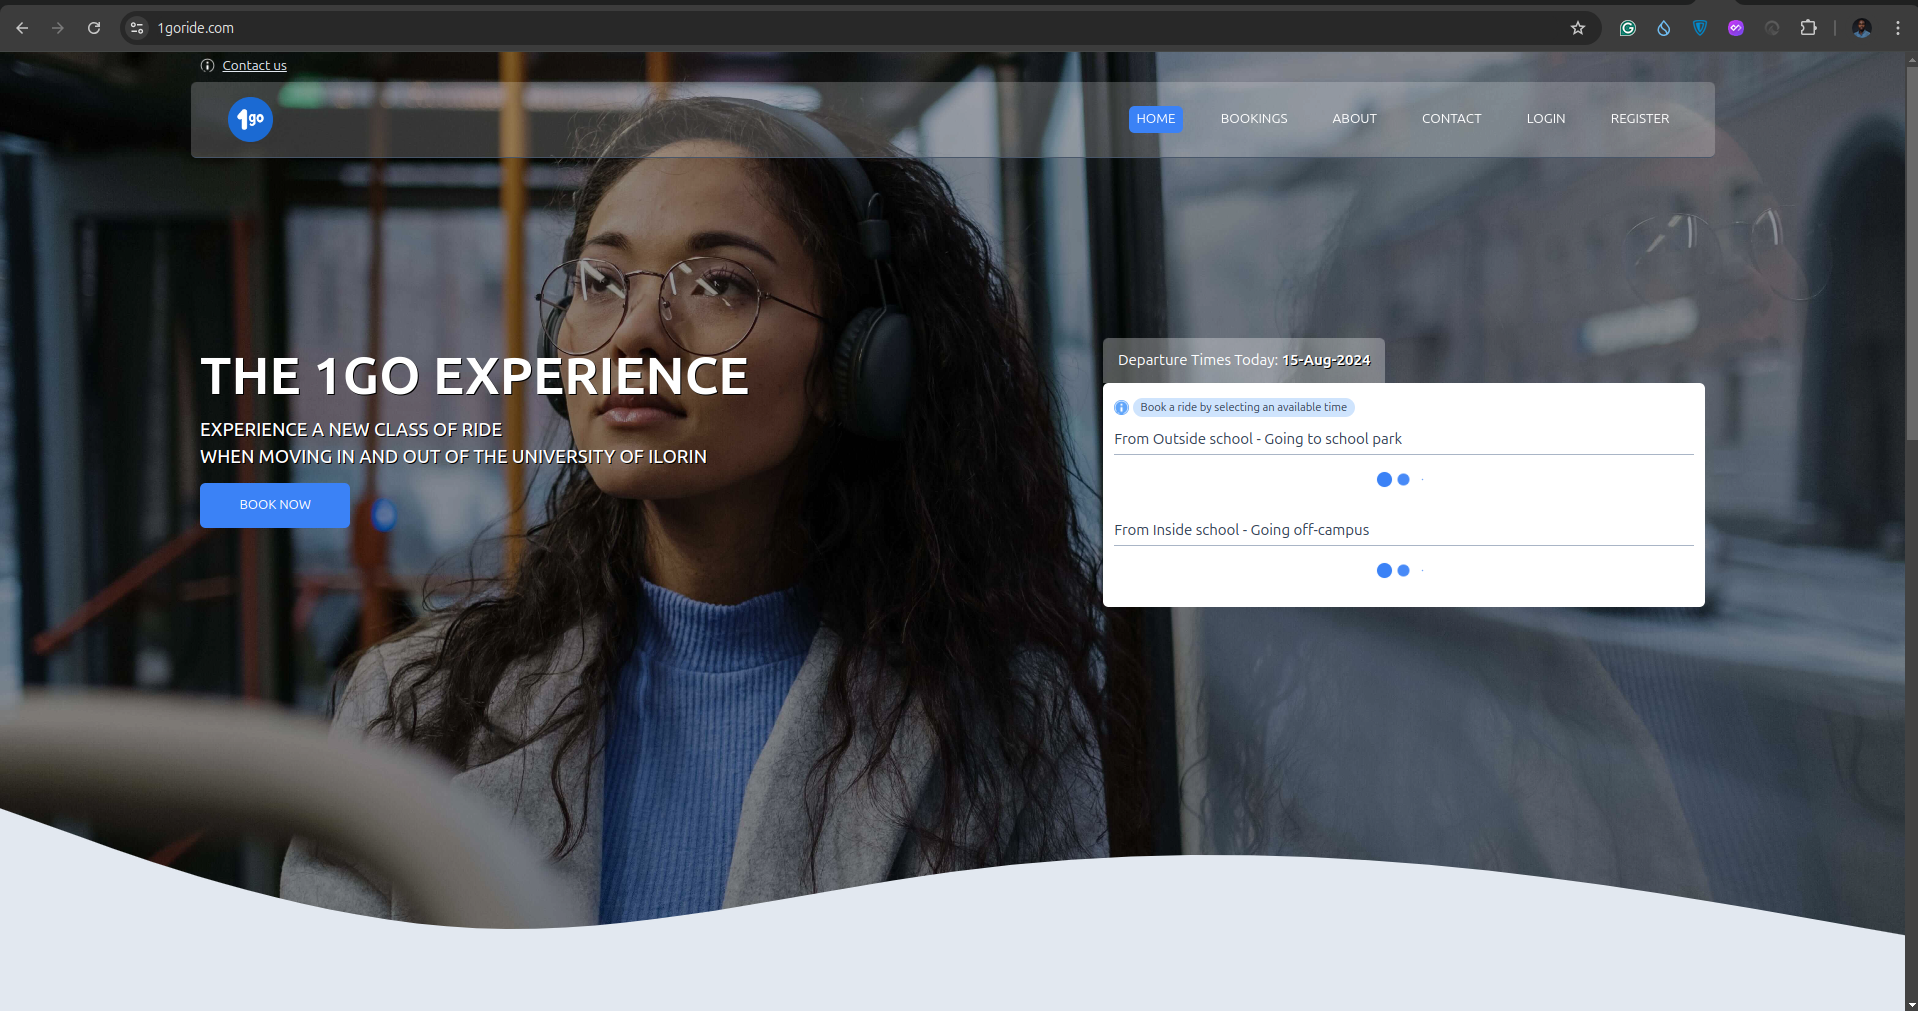 1goride.com
Contact us
1go
HOME
BOOKINGS
ABOUT
CONTACT
LOGIN
REGISTER
THE 1GO EXPERIENCE
EXPERIENCE A NEW CLASS OF RIDE
WHEN MOVING IN AND OUT OF THE UNIVERSITY OF ILORIN
BOOK NOW
Departure Times Today: 15-Aug-2024
Book a ride by selecting an available time
From Outside school - Going to school park
From Inside school - Going off-campus